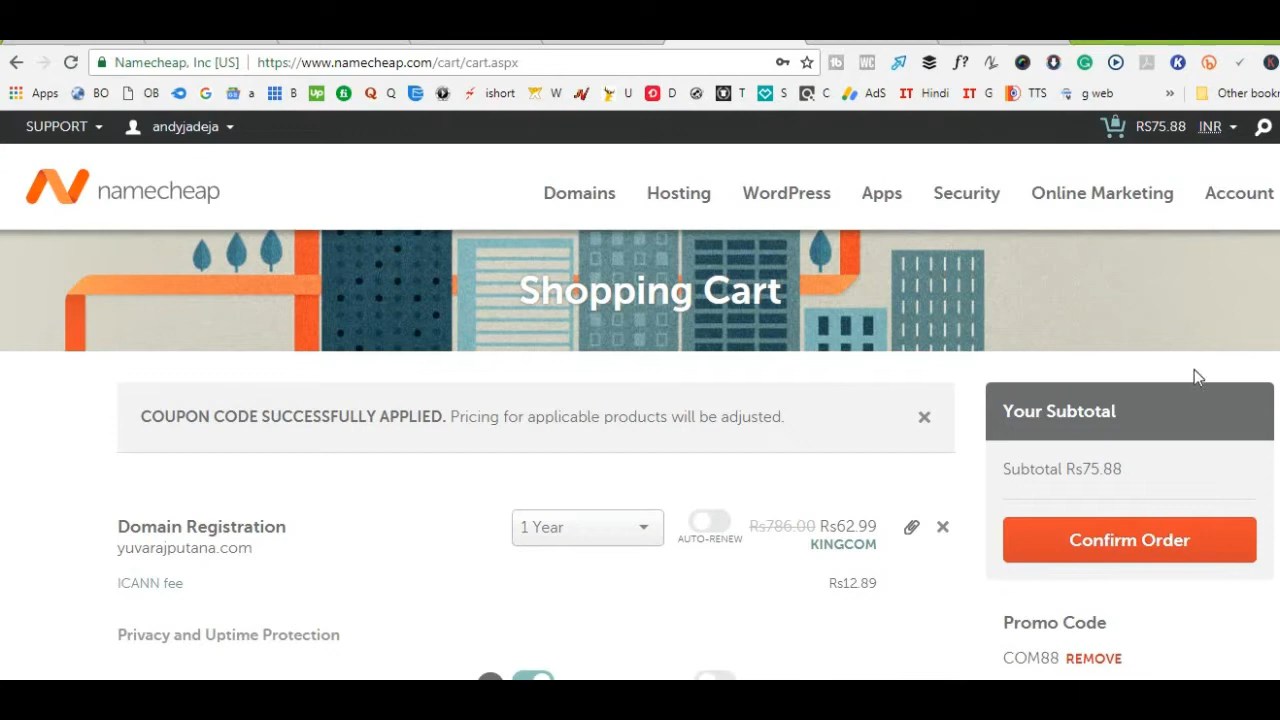 Namecheap, Inc [US] https://www.namecheap.com/cart/cart.aspx
Apps BO OB G a B Up fi Q Q ishort W U D T S C AdS IT Hindi IT G TTS g web » Other bookr
SUPPORT andyjadeja RS75.88 INR
namecheap Domains Hosting WordPress Apps Security Online Marketing Account
Shopping Cart
COUPON CODE SUCCESSFULLY APPLIED. Pricing for applicable products will be adjusted.
Your Subtotal
Subtotal Rs75.88
Confirm Order
Domain Registration 1 Year Rs786.00 Rs62.99
AUTO-RENEW KINGCOM
yuvarajputana.com
ICANN fee Rs12.89
Privacy and Uptime Protection
Promo Code
COM88 REMOVE